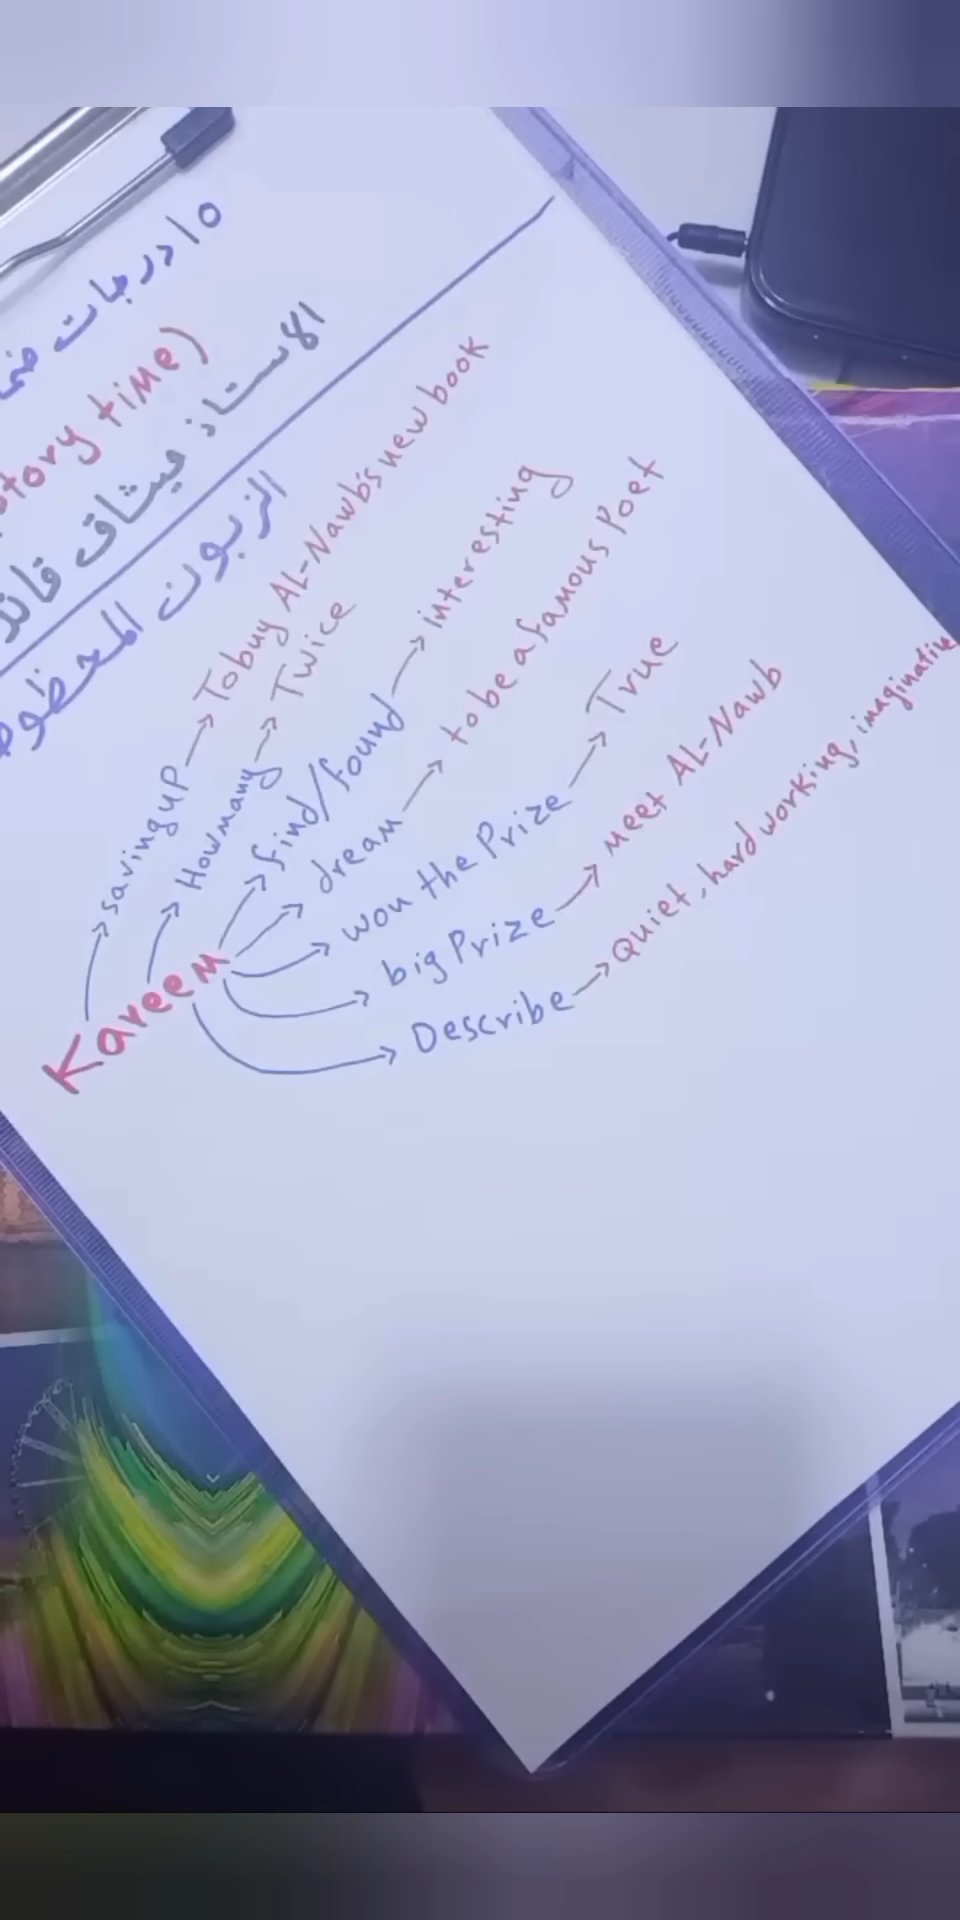 ١٠ درجات
story time)
الاستاذ ميثاق قائد
الزبون المحظوظ
Kareem
→ saving up → To buy AL-Nawb's new book
→ How many → Twice
→ find/found → interesting
→ dream → to be a famous Poet
→ won the Prize → True
→ big Prize → meet AL-Nawb
→ Describe → Quiet, hard working, imaginative